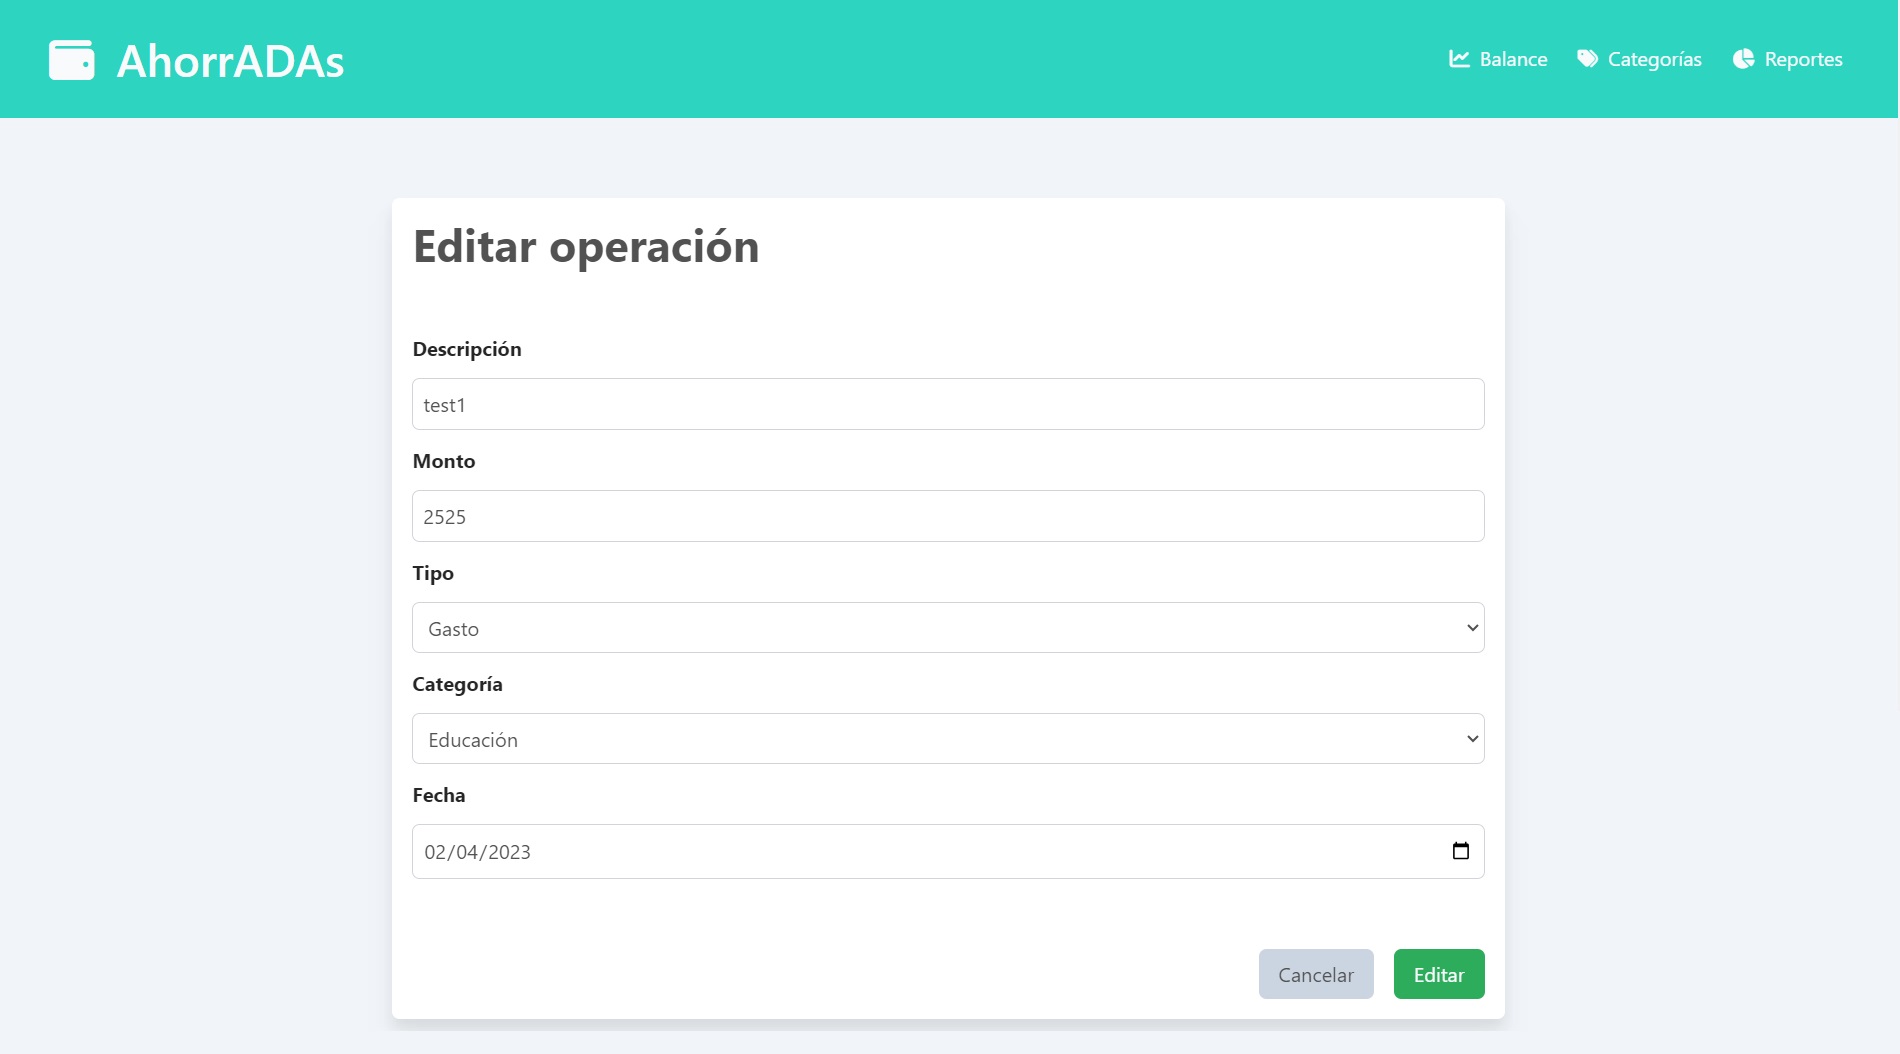 AhorrADAs
Balance Categorías Reportes
Editar operación
Descripción
test1
Monto
2525
Tipo
Gasto
Categoría
Educación
Fecha
02/04/2023
Cancelar Editar